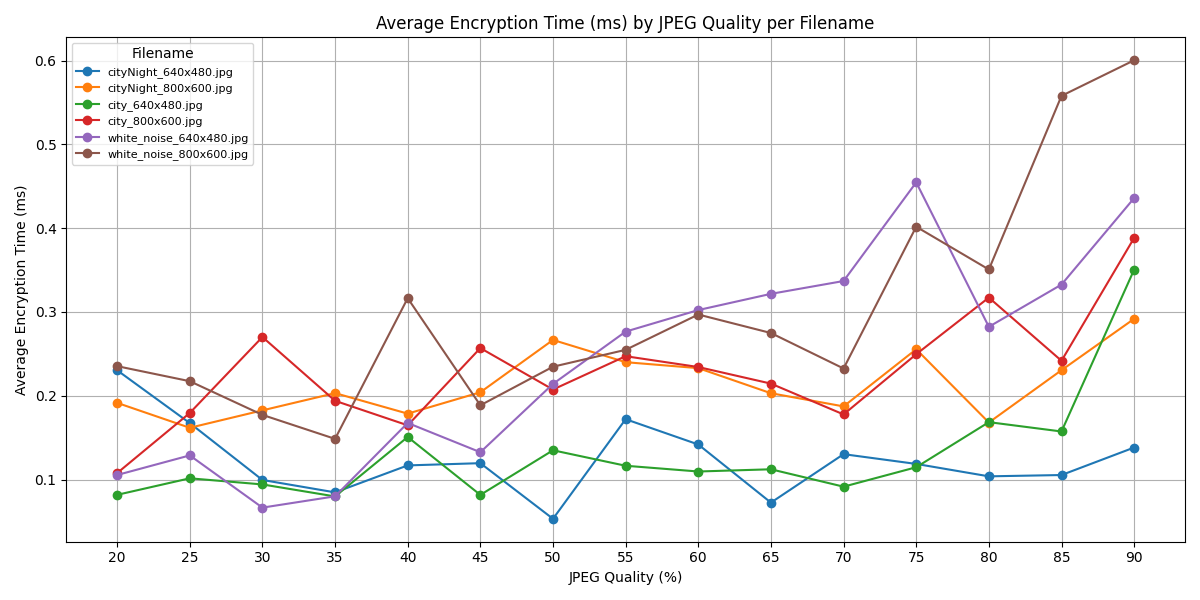 Average Encryption Time (ms) by JPEG Quality per Filename
Filename
cityNight_640x480.jpg
cityNight_800x600.jpg
city_640x480.jpg
city_800x600.jpg
white_noise_640x480.jpg
white_noise_800x600.jpg
Average Encryption Time (ms)
0.6
0.5
0.4
0.3
0.2
0.1
20 25 30 35 40 45 50 55 60 65 70 75 80 85 90
JPEG Quality (%)